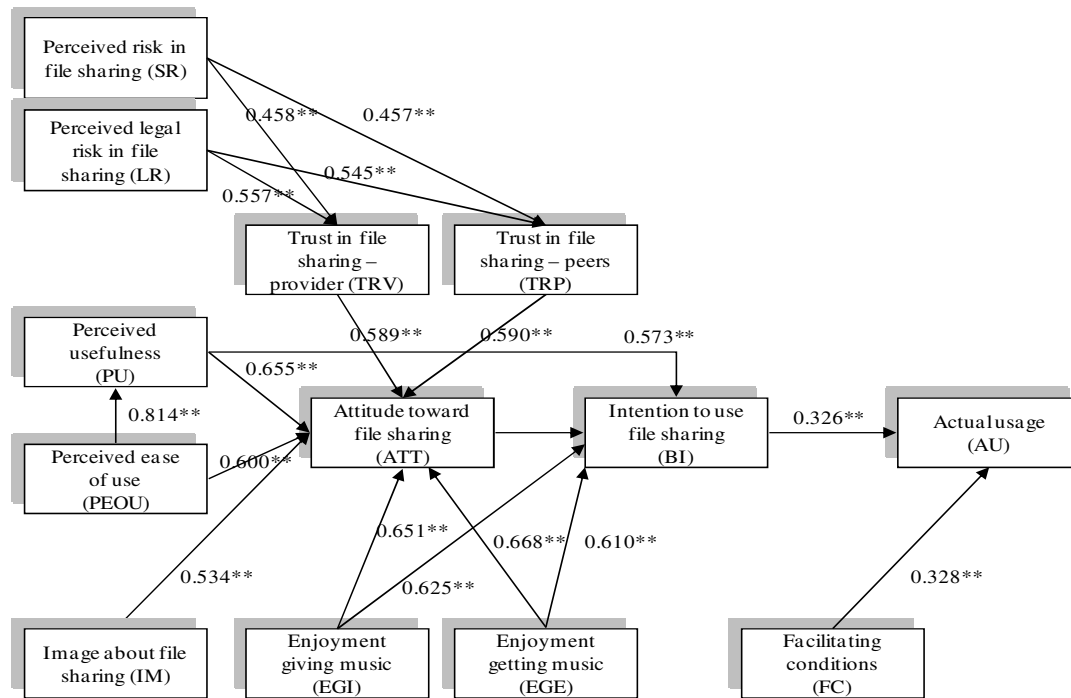 Perceived risk in
file sharing (SR)
0.458**
0.457**
Perceived legal
risk in file
sharing (LR)
0.545**
0.557**
Trust in file
sharing –
provider (TRV)
Trust in file
sharing – peers
(TRP)
Perceived
usefulness
(PU)
0.589**
0.590**
0.573**
0.655**
0.814**
Attitude toward
file sharing
(ATT)
Intention to use
file sharing
(BI)
0.326**
Actual usage
(AU)
Perceived ease
of use
(PEOU)
0.600**
0.651**
0.668**
0.610**
0.534**
0.625**
0.328**
Image about file
sharing (IM)
Enjoyment
giving music
(EGI)
Enjoyment
getting music
(EGE)
Facilitating
conditions
(FC)